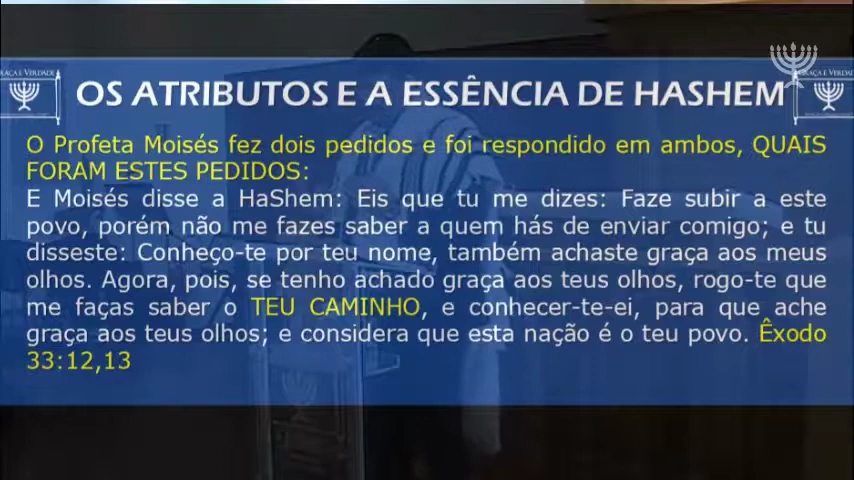 RAÇA E VERDADE
GRAÇA E VERDADE
OS ATRIBUTOS E A ESSÊNCIA DE HASHEM
O Profeta Moisés fez dois pedidos e foi respondido em ambos, QUAIS
FORAM ESTES PEDIDOS:
E Moisés disse a HaShem: Eis que tu me dizes: Faze subir a este
povo, porém não me fazes saber a quem hás de enviar comigo; e tu
disseste: Conheço-te por teu nome, também achaste graça aos meus
olhos. Agora, pois, se tenho achado graça aos teus olhos, rogo-te que
me faças saber o TEU CAMINHO, e conhecer-te-ei, para que ache
graça aos teus olhos; e considera que esta nação é o teu povo. Êxodo
33:12,13